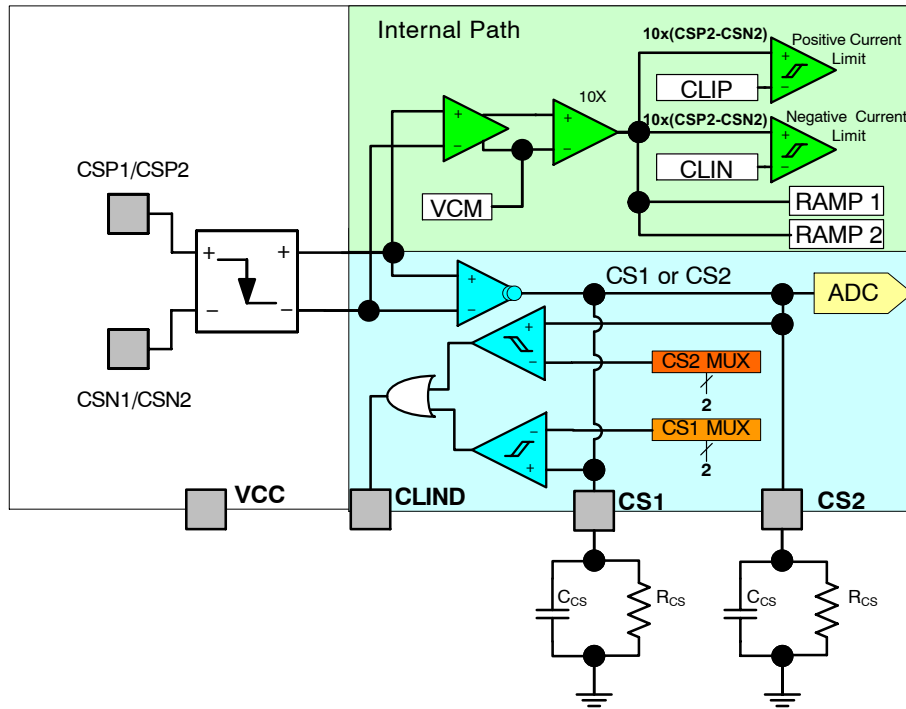 Internal Path
10x(CSP2-CSN2)
Positive Current
Limit
+
−
CLIP
10X
+
−
+
−
10x(CSP2-CSN2)
Negative Current
Limit
+
−
CLIN
VCM
RAMP 1
RAMP 2
CSP1/CSP2
+
+
−
−
CSN1/CSN2
+
−
CS1 or CS2
ADC
+
−
CS2 MUX
2
−
+
CS1 MUX
2
VCC
CLIND
CS1
CS2
CCS
RCS
CCS
RCS